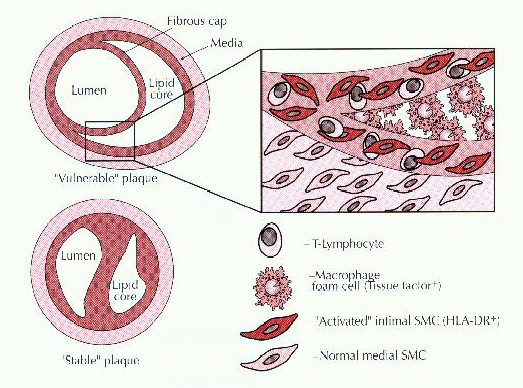 Fibrous cap
Media
Lumen
Lipid
core
"Vulnerable" plaque
Lumen
Lipid
core
"Stable" plaque
–T-Lymphocyte
–Macrophage
foam cell (Tissue factor+)
"Activated" intimal SMC (HLA-DR+)
–Normal medial SMC